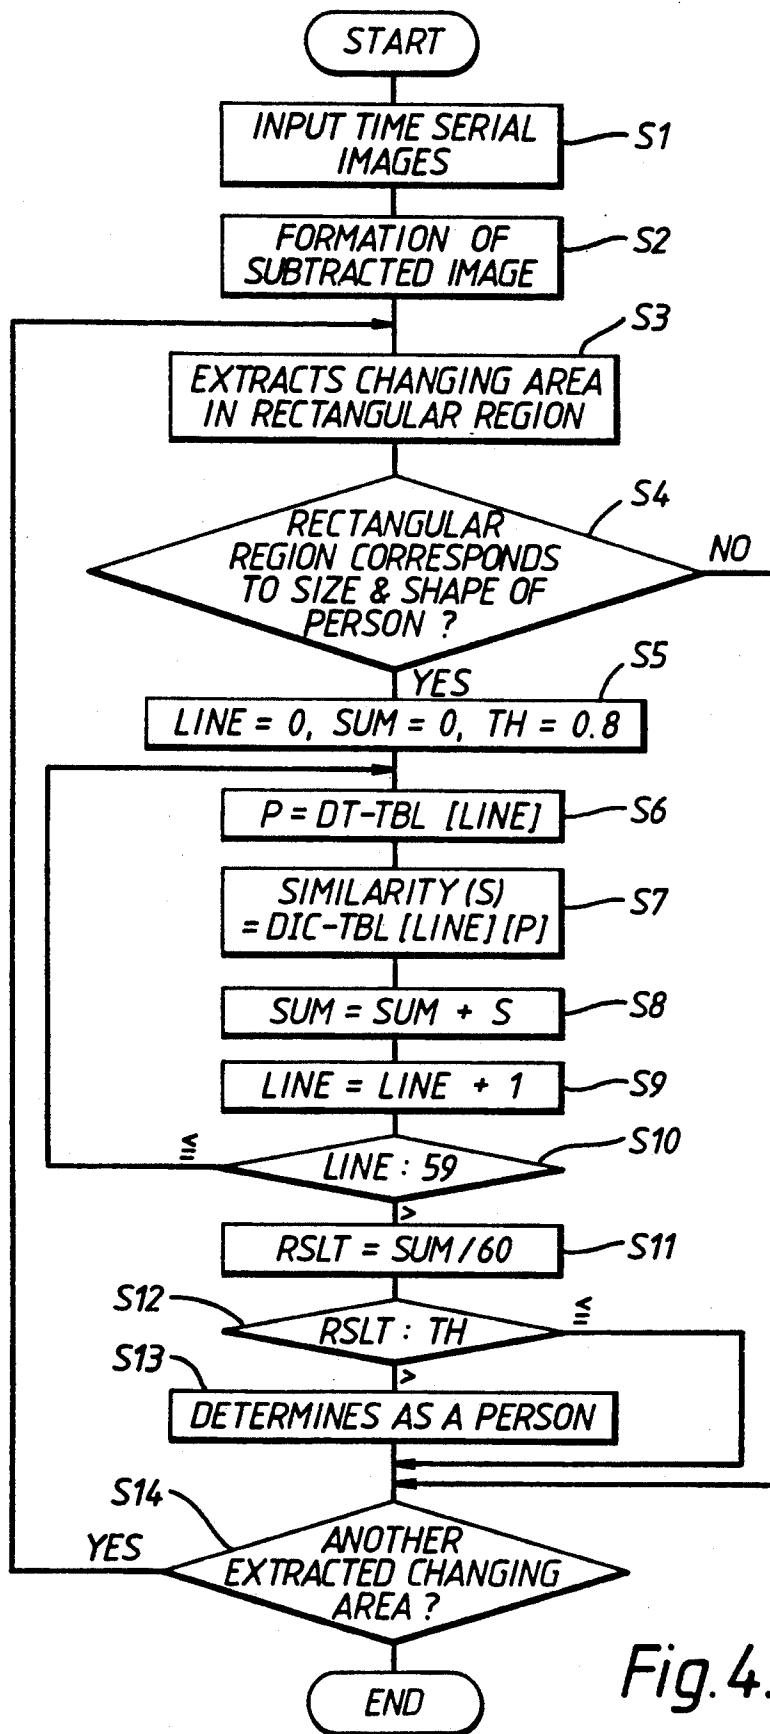 START
INPUT TIME SERIAL
IMAGES
S1
FORMATION OF
SUBTRACTED IMAGE
S2
S3
EXTRACTS CHANGING AREA
IN RECTANGULAR REGION
S4
RECTANGULAR
REGION CORRESPONDS
TO SIZE & SHAPE OF
PERSON ?
NO
YES
S5
LINE = 0, SUM = 0, TH = 0.8
P = DT-TBL [LINE]
S6
SIMILARITY (S)
= DIC-TBL [LINE] [P]
S7
SUM = SUM + S
S8
LINE = LINE + 1
S9
≦
LINE : 59
S10
>
RSLT = SUM / 60
S11
S12
RSLT : TH
≦
>
S13
DETERMINES AS A PERSON
S14
YES
ANOTHER
EXTRACTED CHANGING
AREA ?
END
Fig. 4.